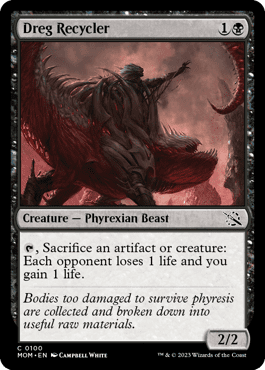 Dreg Recycler 1
Creature — Phyrexian Beast
, Sacrifice an artifact or creature:
Each opponent loses 1 life and you
gain 1 life.
Bodies too damaged to survive phyresis
are collected and broken down into
useful raw materials.
2/2
C 0100
MOM • EN Campbell White
™ & © 2023 Wizards of the Coast